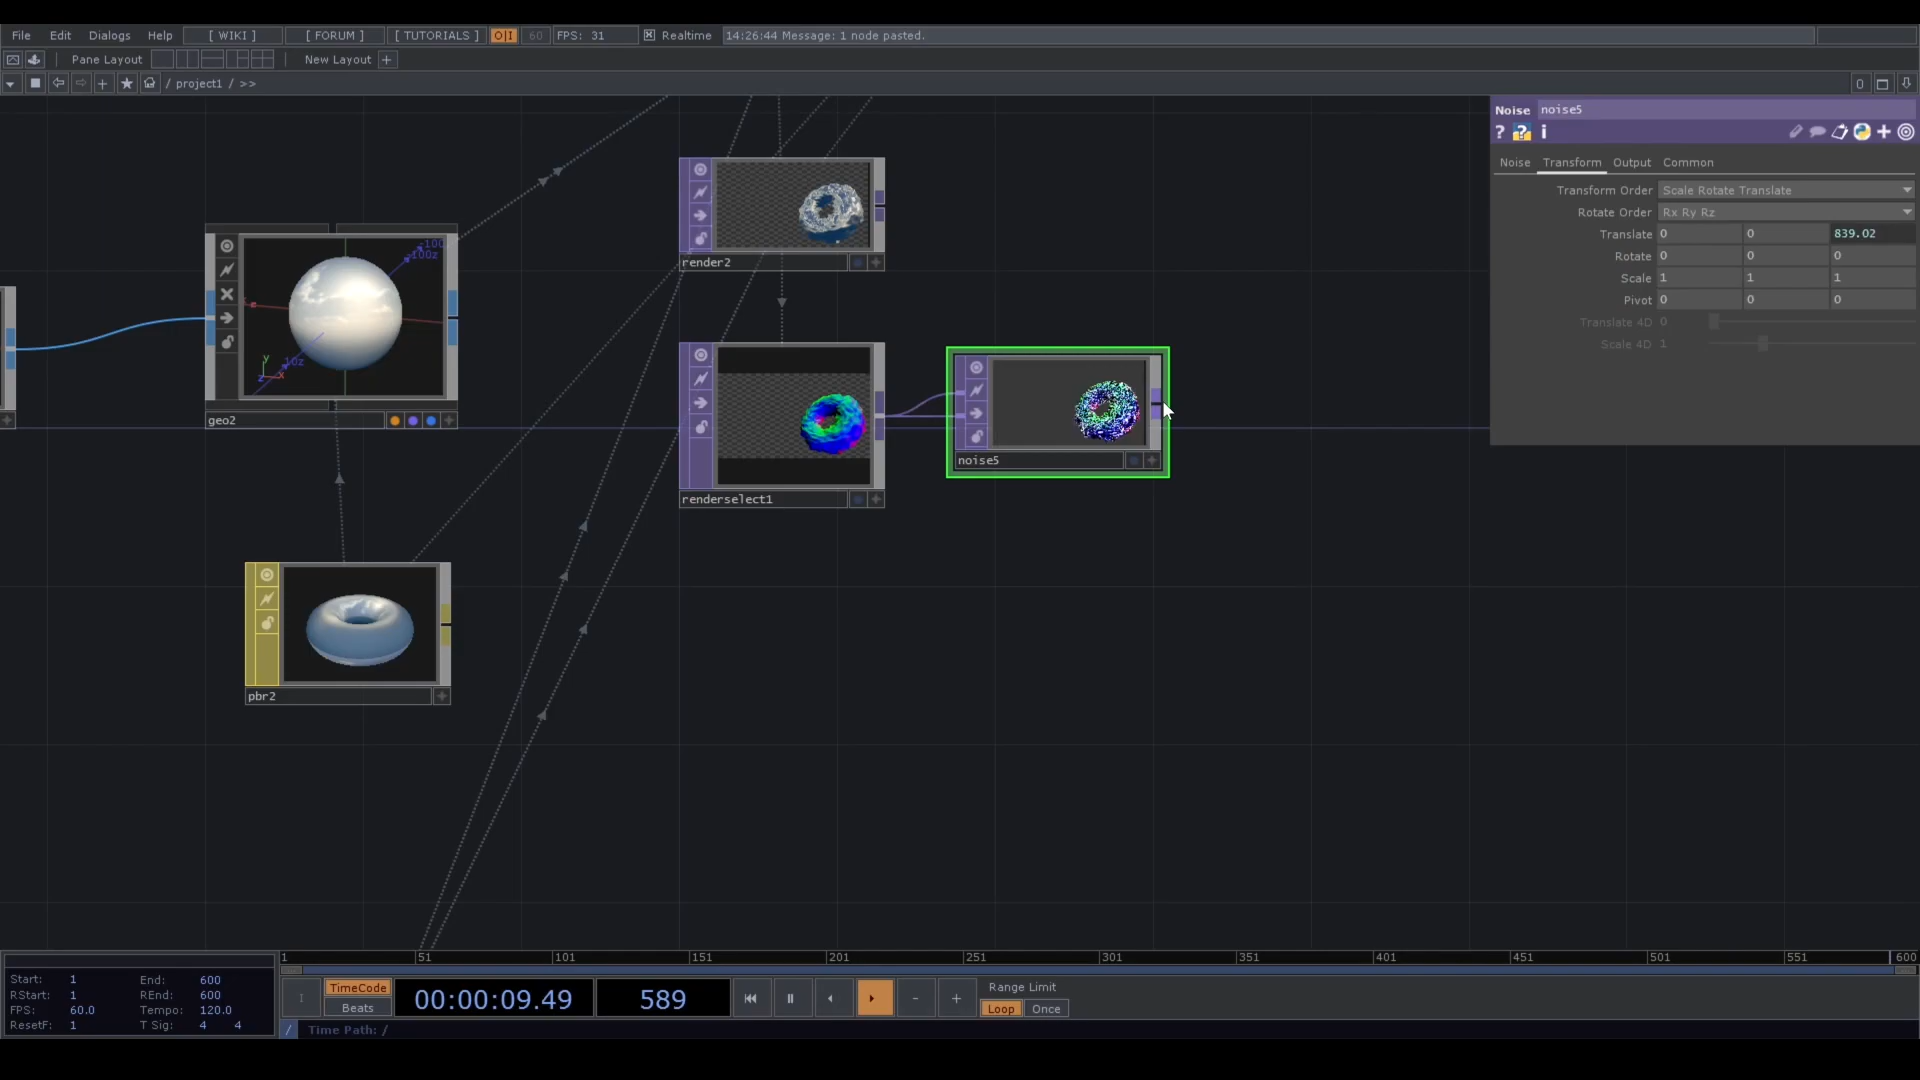 File Edit Dialogs Help [ WIKI ] [ FORUM ] [ TUTORIALS ] O|I 60 FPS: 31 Realtime 14:26:44 Message: 1 node pasted.
Pane Layout New Layout +
/ project1 / >> 0
Noise noise5
? ? i
Noise Transform Output Common
Transform Order Scale Rotate Translate
Rotate Order Rx Ry Rz
Translate 0 0 839.02
Rotate 0 0 0
Scale 1 1 1
Pivot 0 0 0
Translate 4D 0
Scale 4D 1
render2
-100
-100z
10z
y
z x
geo2
noise5
renderselect1
pbr2
1 51 101 151 201 251 301 351 401 451 501 551 600
Start: 1 End: 600
RStart: 1 REnd: 600
FPS: 60.0 Tempo: 120.0
ResetF: 1 T Sig: 4 4
I TimeCode Beats 00:00:09.49 589 - + Range Limit
Loop Once
/ Time Path: /